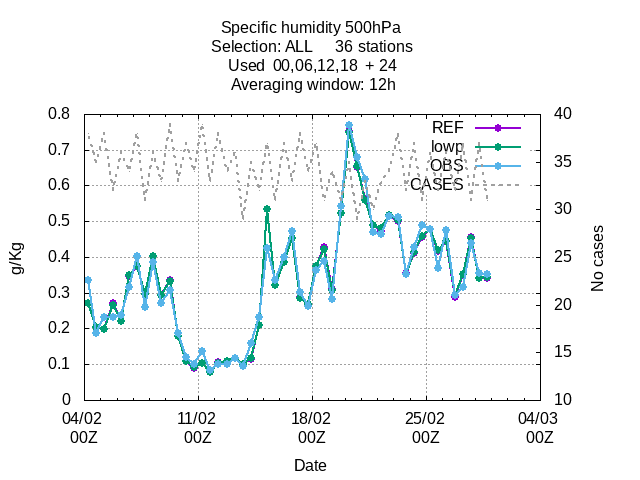 Specific humidity 500hPa
Selection: ALL 36 stations
Used 00,06,12,18 + 24
Averaging window: 12h
0.8 40
REF
0.7 lowp 35
OBS
0.6 CASES
0.5 30
0.4 25
0.3 20
0.2 15
0.1
0 10
g/Kg
No cases
04/02 11/02 18/02 25/02 04/03
00Z 00Z 00Z 00Z 00Z
Date